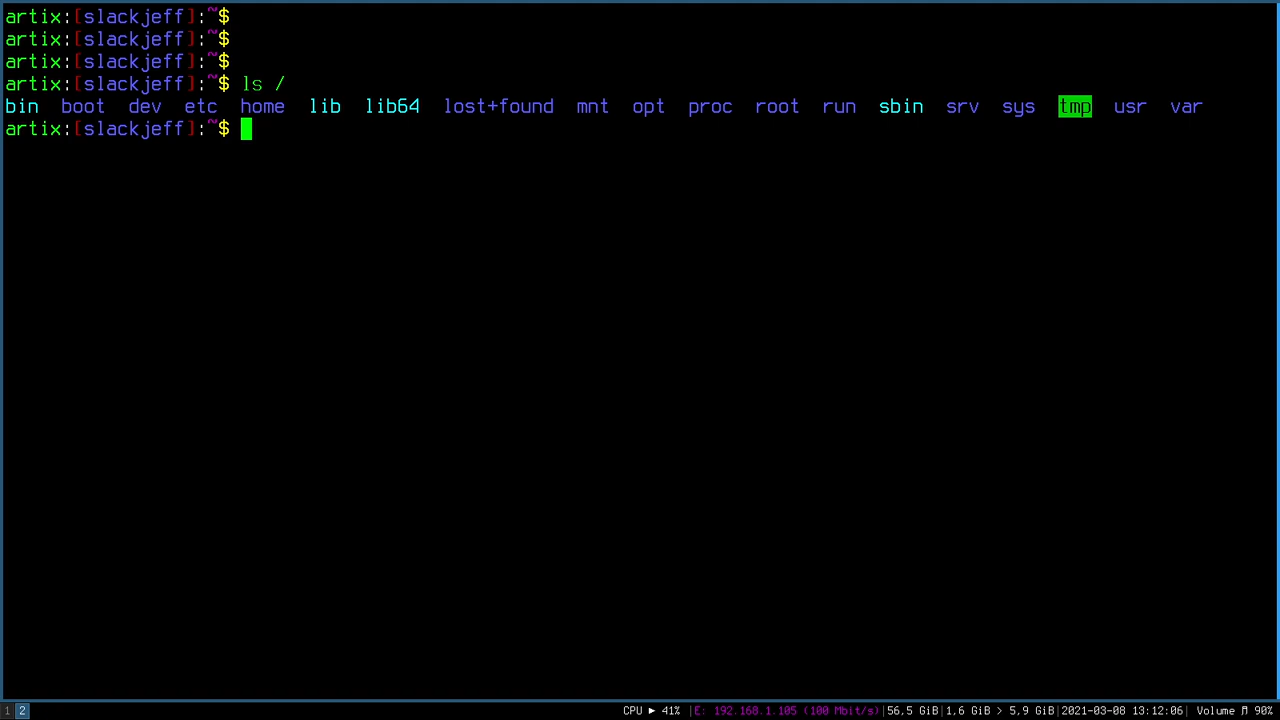 artix:[slackjeff]:~$
artix:[slackjeff]:~$
artix:[slackjeff]:~$
artix:[slackjeff]:~$ ls /
bin boot dev etc home lib lib64 lost+found mnt opt proc root run sbin srv sys tmp usr var
artix:[slackjeff]:~$
1 2 CPU ► 41% |E: 192.168.1.105 (100 Mbit/s)|56,5 GiB|1,6 GiB > 5,9 GiB|2021-03-08 13:12:06| Volume ♬ 90%